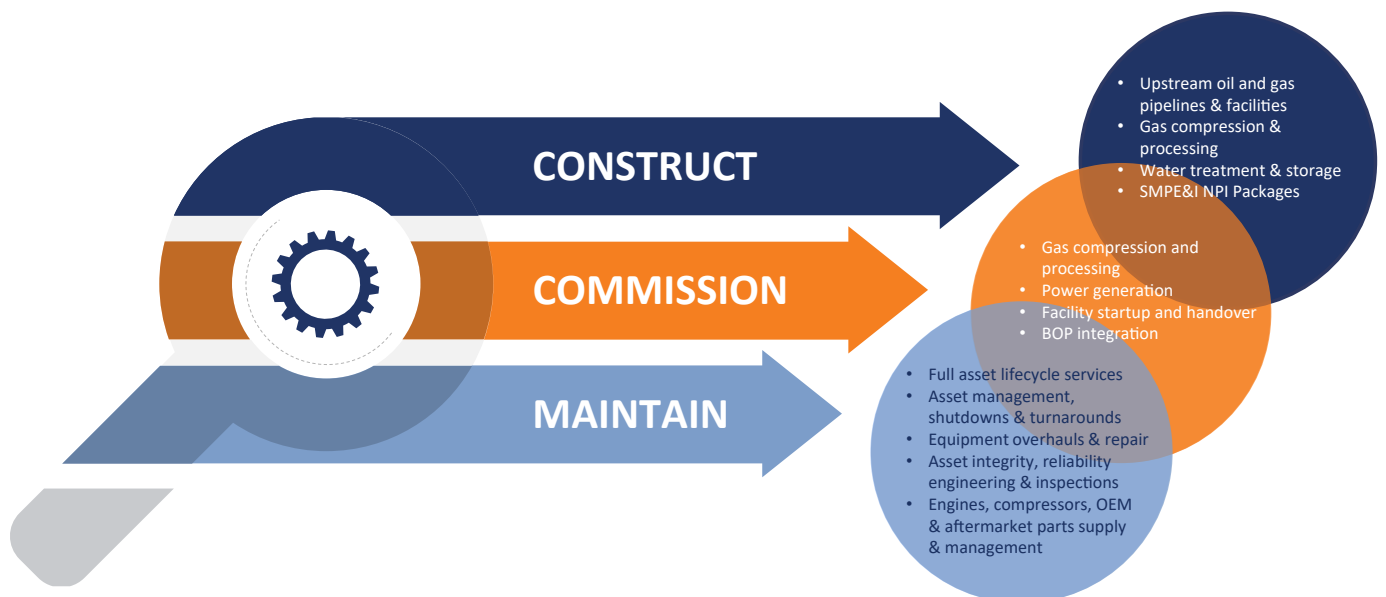 CONSTRUCT
• Upstream oil and gas
pipelines & facilities
• Gas compression &
processing
• Water treatment & storage
• SMPE&I NPI Packages
COMMISSION
• Gas compression and
processing
• Power generation
• Facility startup and handover
• BOP integration
MAINTAIN
• Full asset lifecycle services
• Asset management,
shutdowns & turnarounds
• Equipment overhauls & repair
• Asset integrity, reliability
engineering & inspections
• Engines, compressors, OEM
& aftermarket parts supply
& management